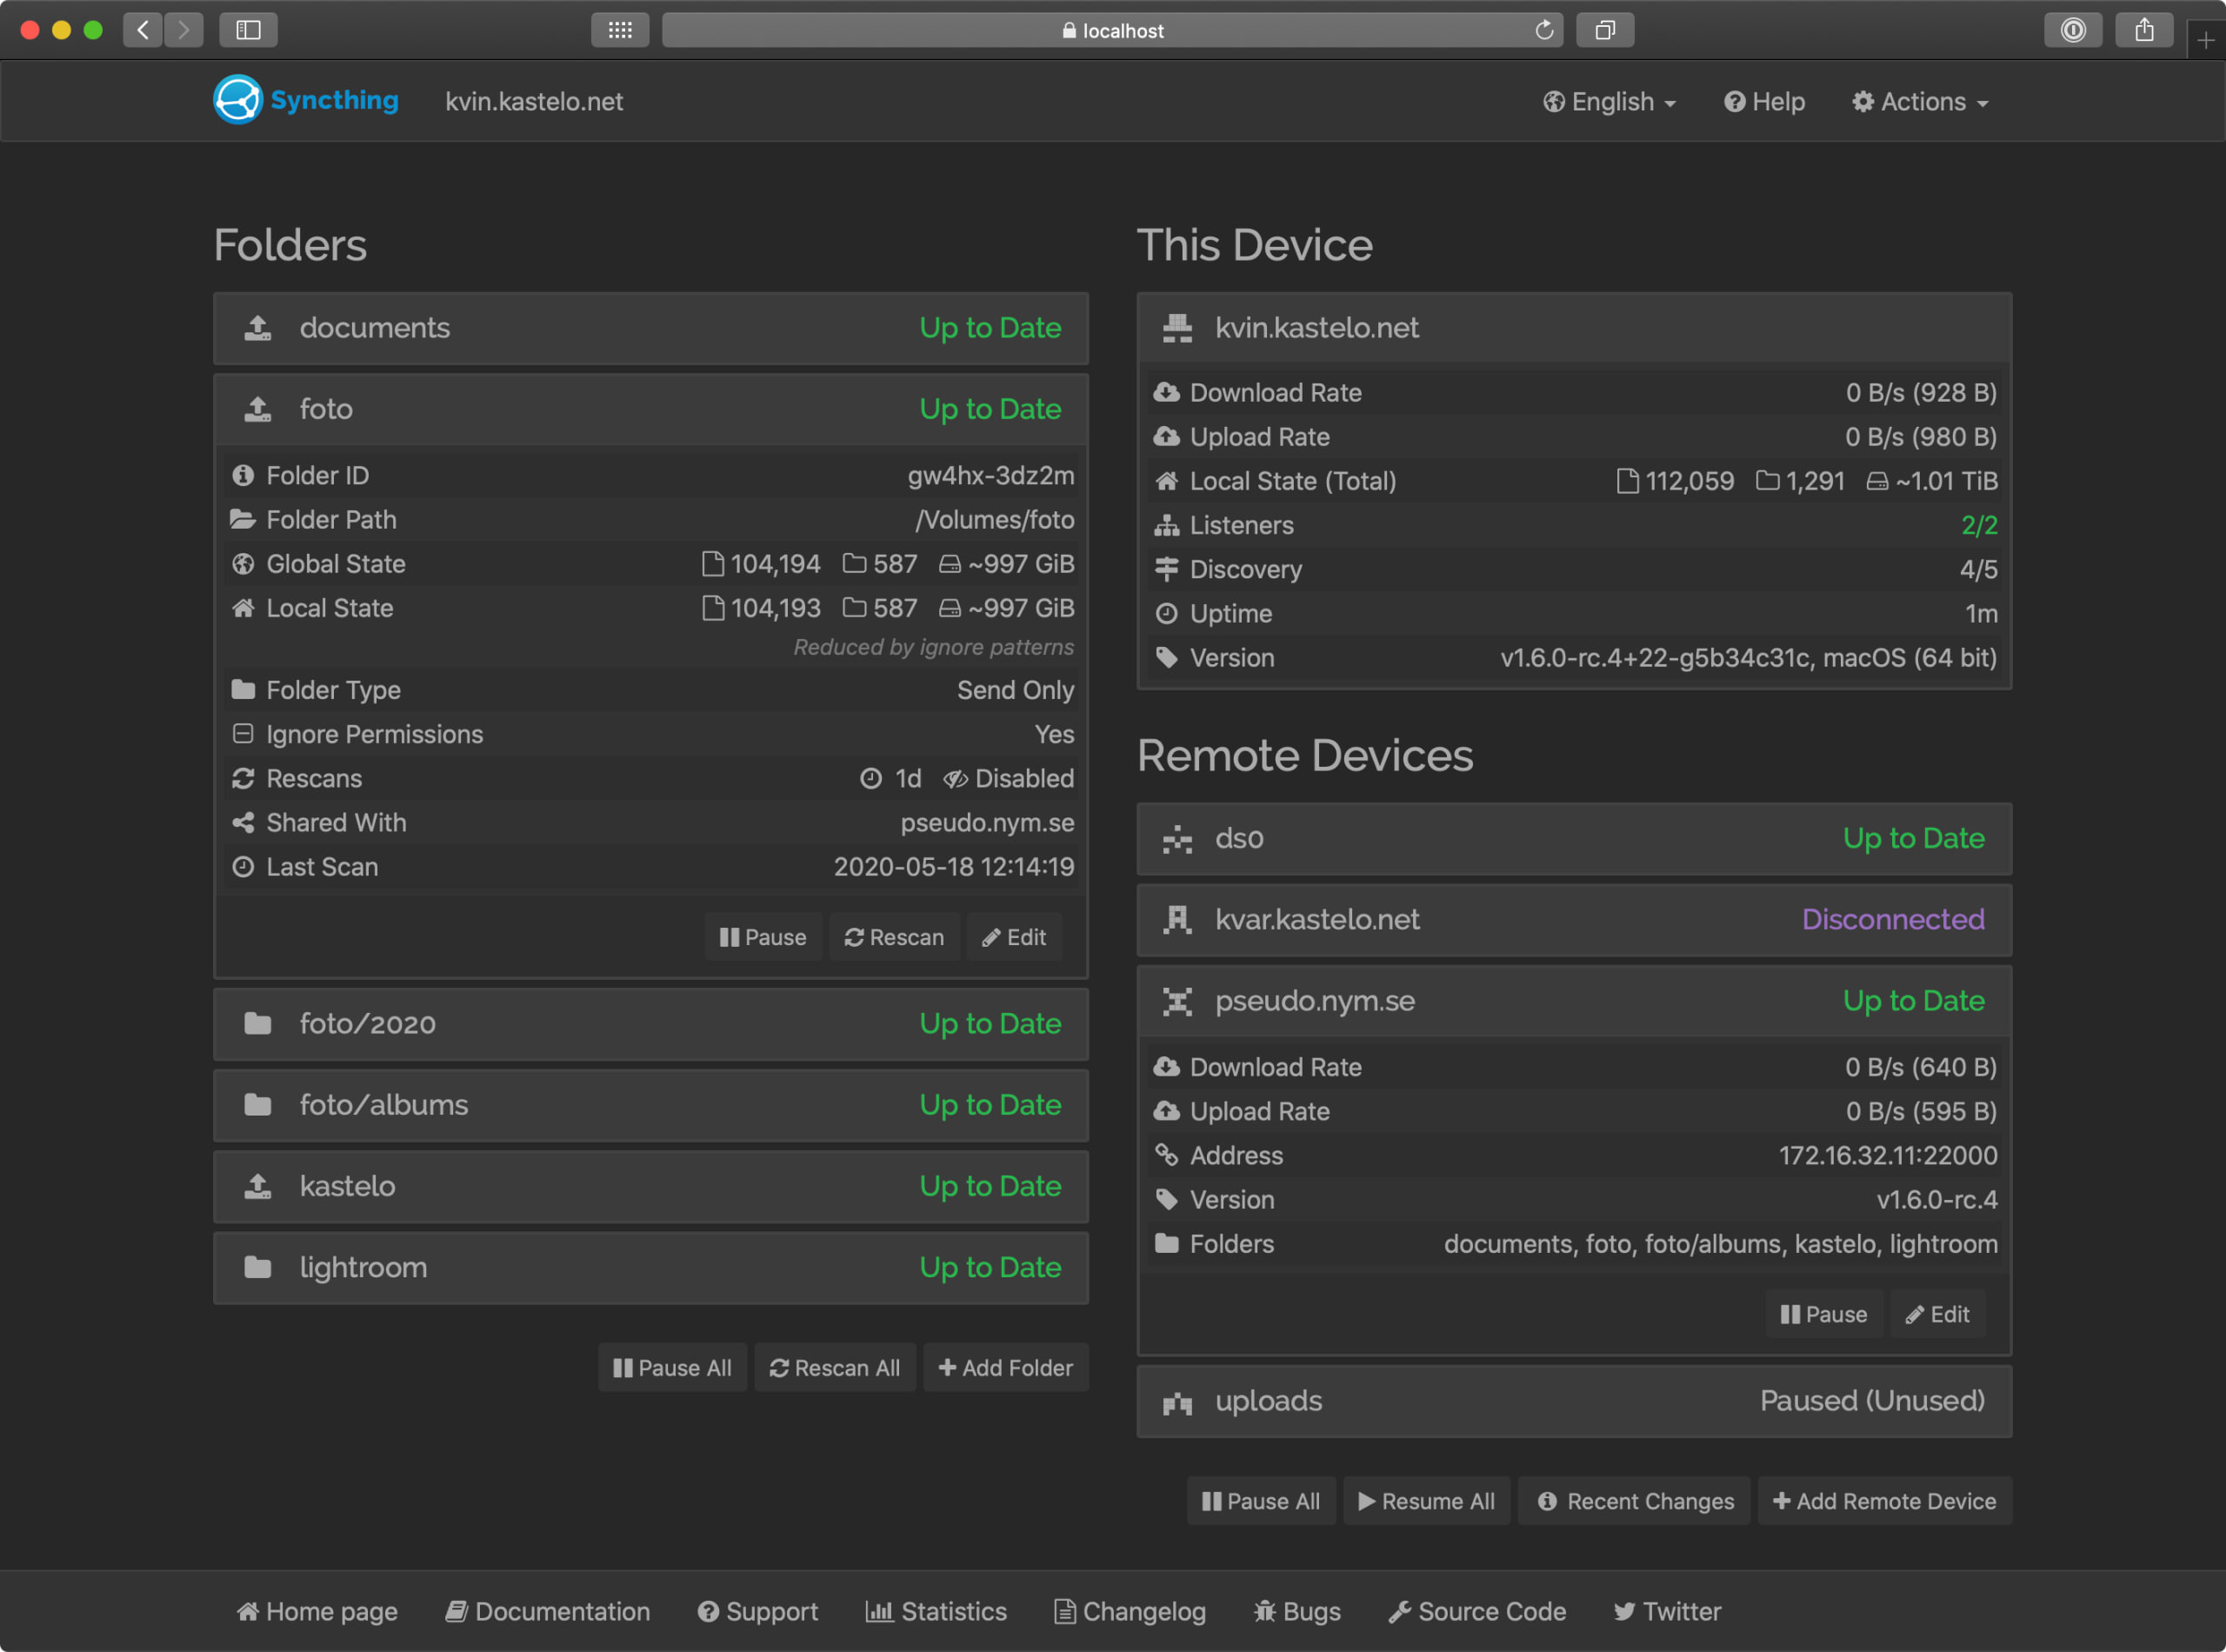 localhost
Syncthing kvin.kastelo.net English Help Actions
Folders
documents Up to Date
foto Up to Date
Folder ID gw4hx-3dz2m
Folder Path /Volumes/foto
Global State 104,194 587 ~997 GiB
Local State 104,193 587 ~997 GiB
Reduced by ignore patterns
Folder Type Send Only
Ignore Permissions Yes
Rescans 1d Disabled
Shared With pseudo.nym.se
Last Scan 2020-05-18 12:14:19
Pause Rescan Edit
foto/2020 Up to Date
foto/albums Up to Date
kastelo Up to Date
lightroom Up to Date
Pause All Rescan All Add Folder
This Device
kvin.kastelo.net
Download Rate 0 B/s (928 B)
Upload Rate 0 B/s (980 B)
Local State (Total) 112,059 1,291 ~1.01 TiB
Listeners 2/2
Discovery 4/5
Uptime 1m
Version v1.6.0-rc.4+22-g5b34c31c, macOS (64 bit)
Remote Devices
ds0 Up to Date
kvar.kastelo.net Disconnected
pseudo.nym.se Up to Date
Download Rate 0 B/s (640 B)
Upload Rate 0 B/s (595 B)
Address 172.16.32.11:22000
Version v1.6.0-rc.4
Folders documents, foto, foto/albums, kastelo, lightroom
Pause Edit
uploads Paused (Unused)
Pause All Resume All Recent Changes Add Remote Device
Home page Documentation Support Statistics Changelog Bugs Source Code Twitter